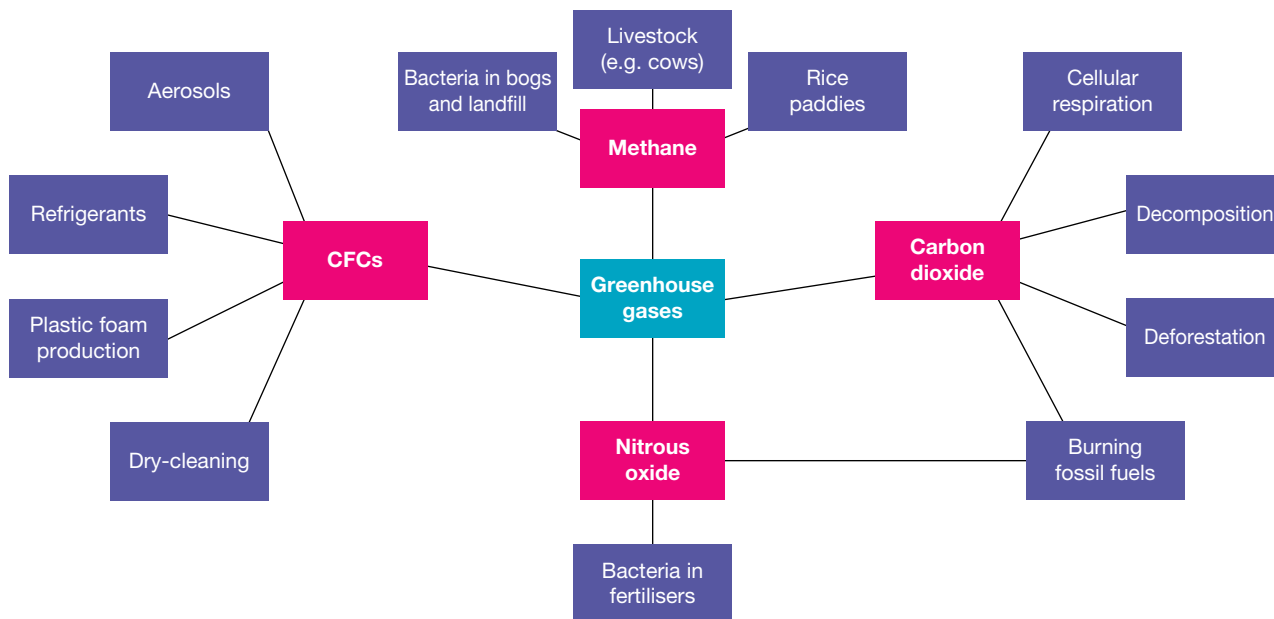 Livestock
(e.g. cows)
Aerosols
Bacteria in bogs
and landfill
Rice
paddies
Cellular
respiration
Methane
Refrigerants
Decomposition
CFCs
Carbon
dioxide
Greenhouse
gases
Plastic foam
production
Deforestation
Dry-cleaning
Nitrous
oxide
Burning
fossil fuels
Bacteria in
fertilisers